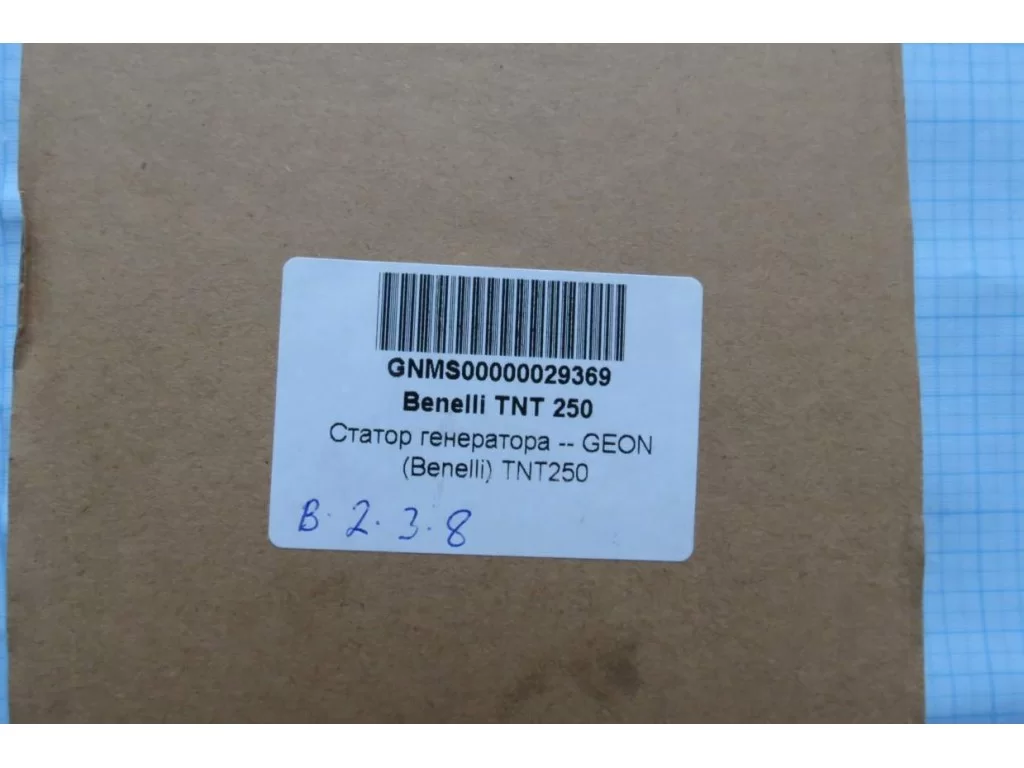 GNMS00000029369
Benelli TNT 250
Статор генератора -- GEON
(Benelli) TNT250
В. 2. 3. 8